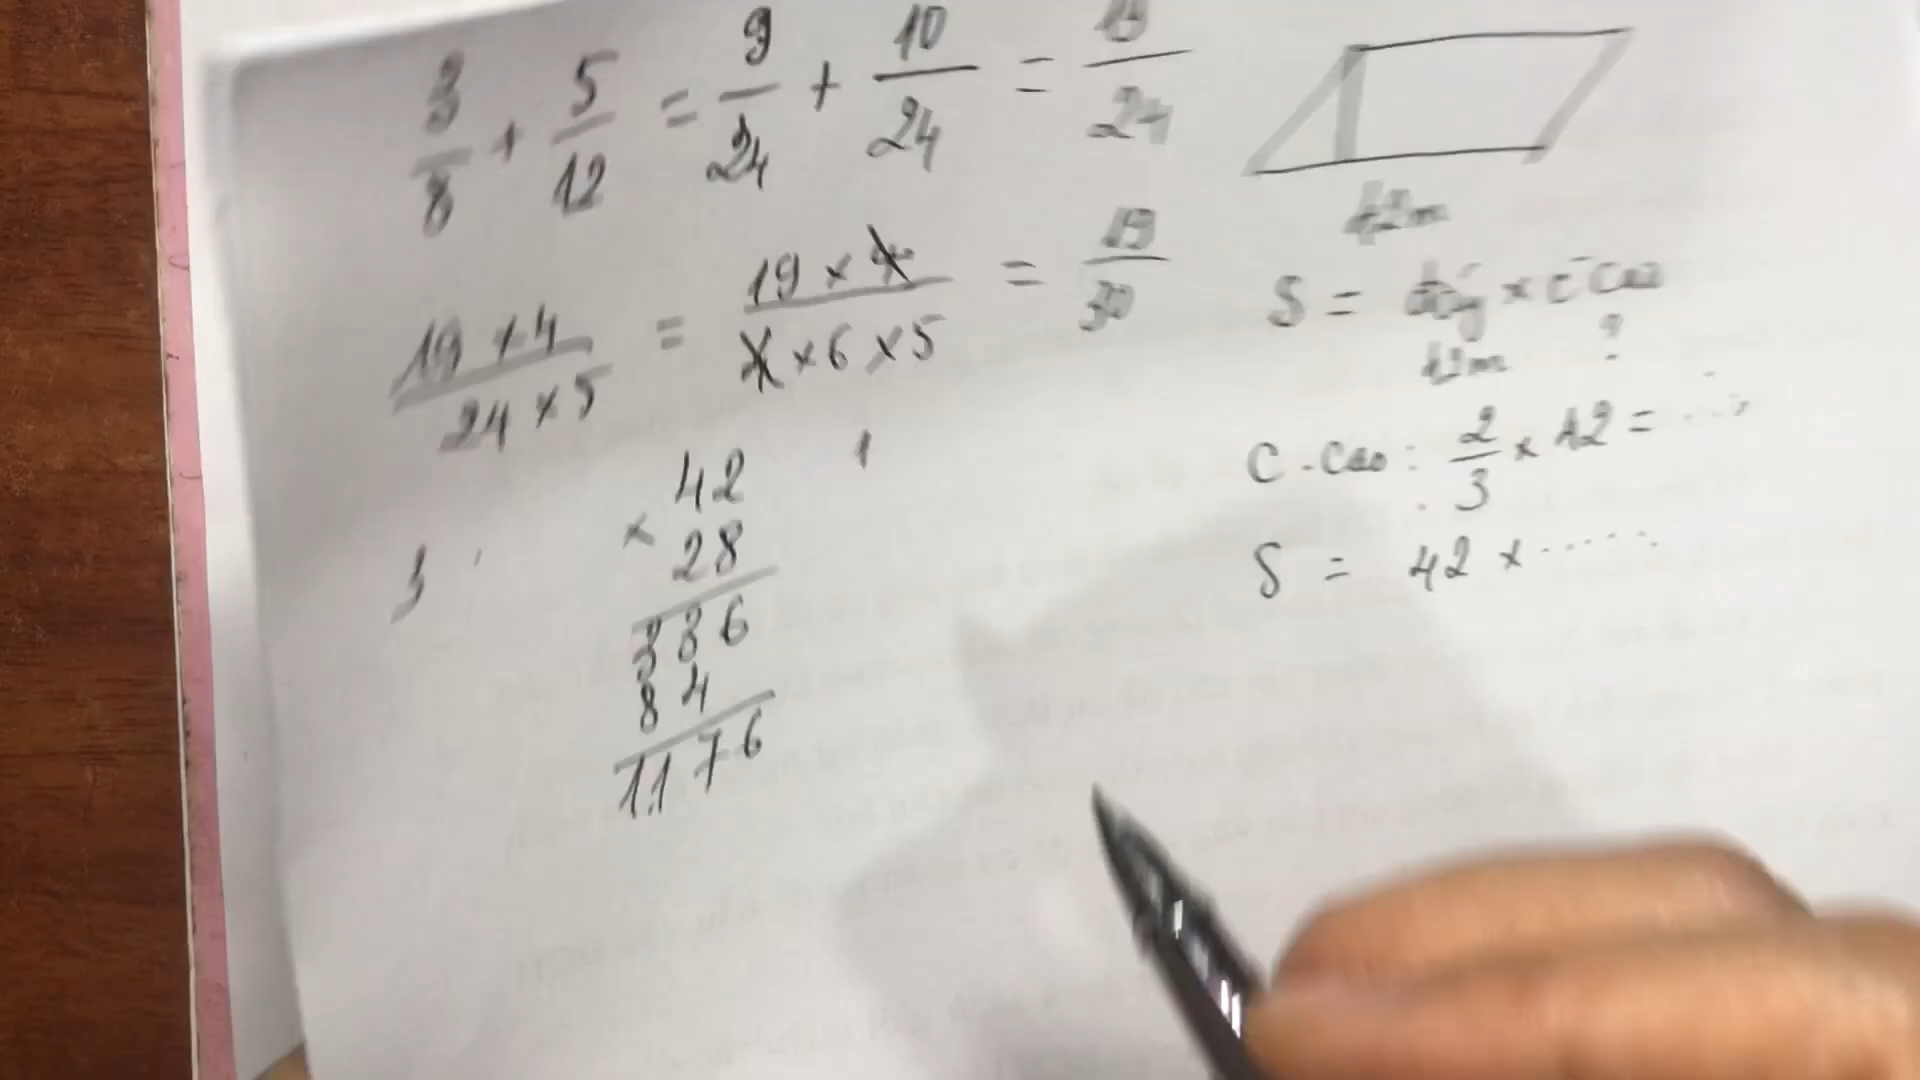 3/8 + 5/12 = 9/24 + 10/24 = 19/24
19 × 4 / 24 × 5 = 19 × 4 / 4 × 6 × 5 = 19/30
× 42
28
336
84
1176
42m
S = đáy × c cao
42m ?
C.cao : 2/3 × 42 = .....
S = 42 × ......